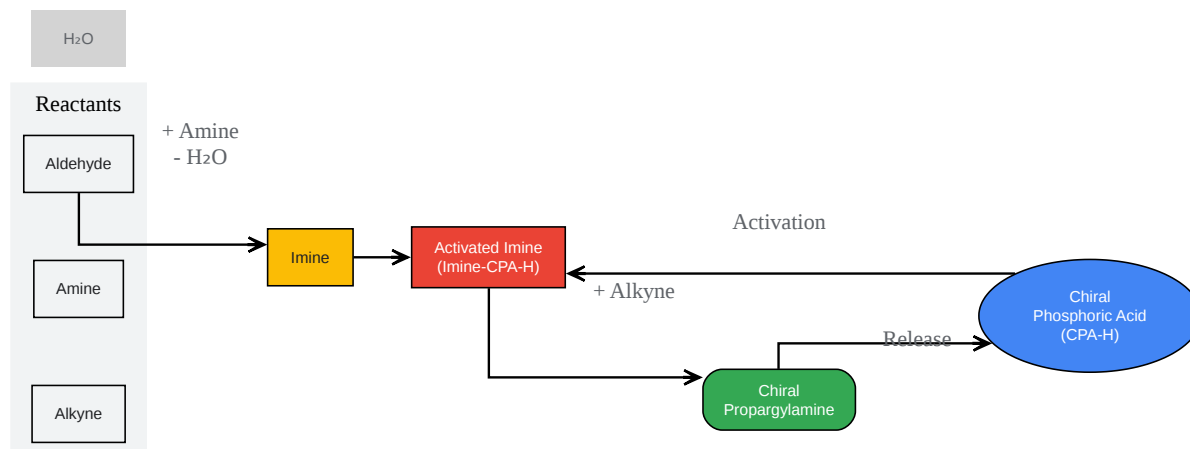 H₂O
Reactants
Aldehyde
+ Amine
- H₂O
Amine
Alkyne
Imine
Activated Imine
(Imine-CPA-H)
Activation
+ Alkyne
Chiral
Phosphoric Acid
(CPA-H)
Release
Chiral
Propargylamine